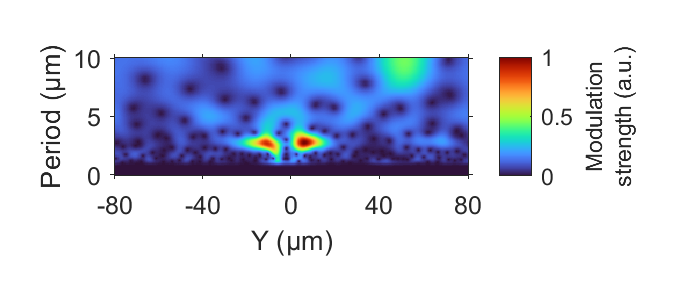 Period (μm)
10
5
0
-80
-40
0
40
80
Y (μm)
1
0.5
0
Modulation
strength (a.u.)